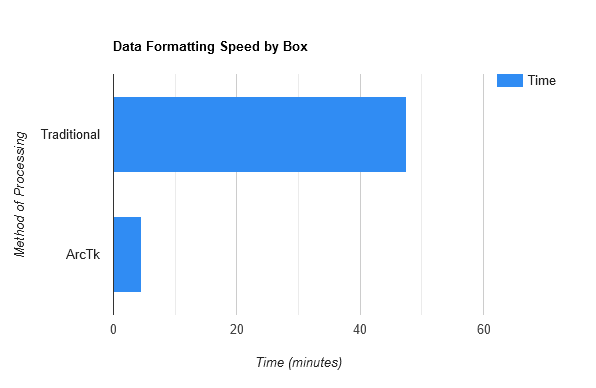 Data Formatting Speed by Box
Time
Method of Processing
Traditional
ArcTk
0 20 40 60
Time (minutes)